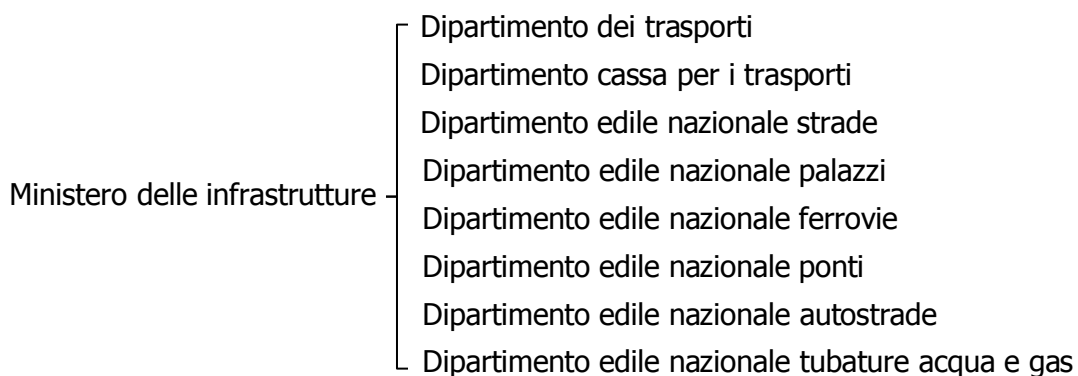 Dipartimento dei trasporti
Dipartimento cassa per i trasporti
Dipartimento edile nazionale strade
Dipartimento edile nazionale palazzi
Ministero delle infrastrutture
Dipartimento edile nazionale ferrovie
Dipartimento edile nazionale ponti
Dipartimento edile nazionale autostrade
Dipartimento edile nazionale tubature acqua e gas